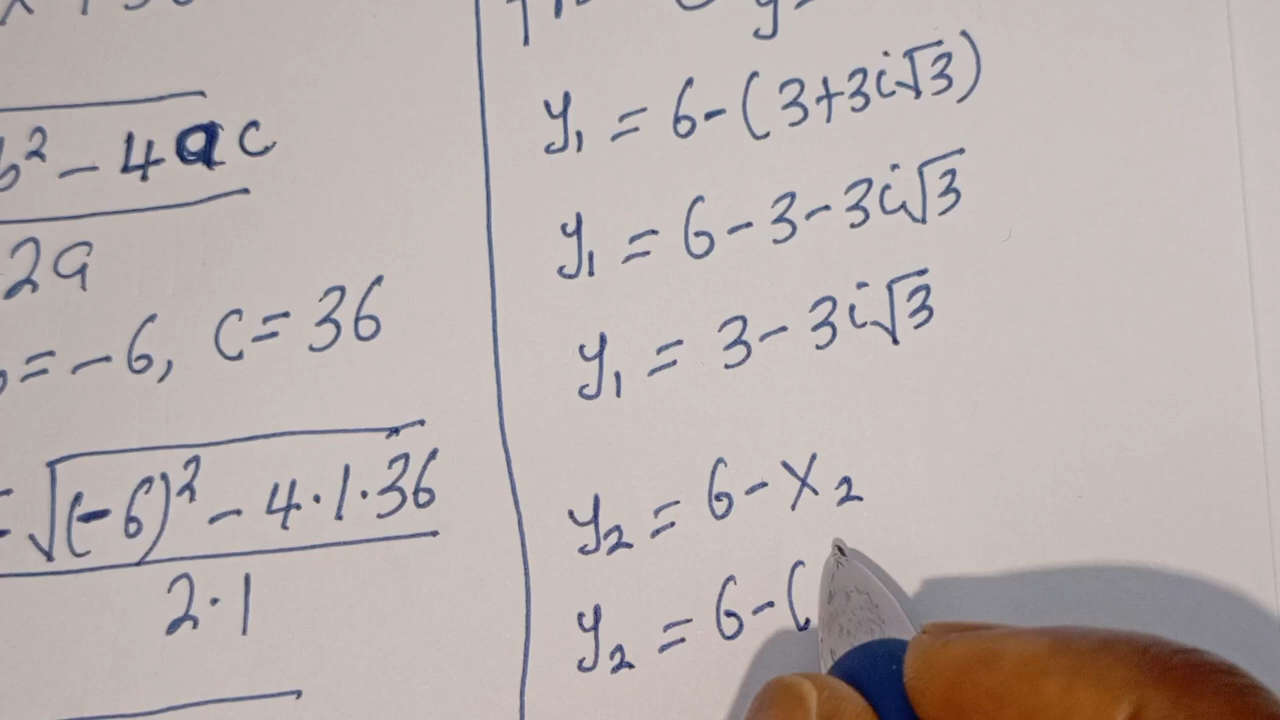 b² - 4ac
2a
b = -6, c = 36
√(-6)² - 4·1·36
2·1
y₁ = 6-(3+3i√3)
y₁ = 6-3-3i√3
y₁ = 3-3i√3
y₂ = 6-x₂
y₂ = 6-(